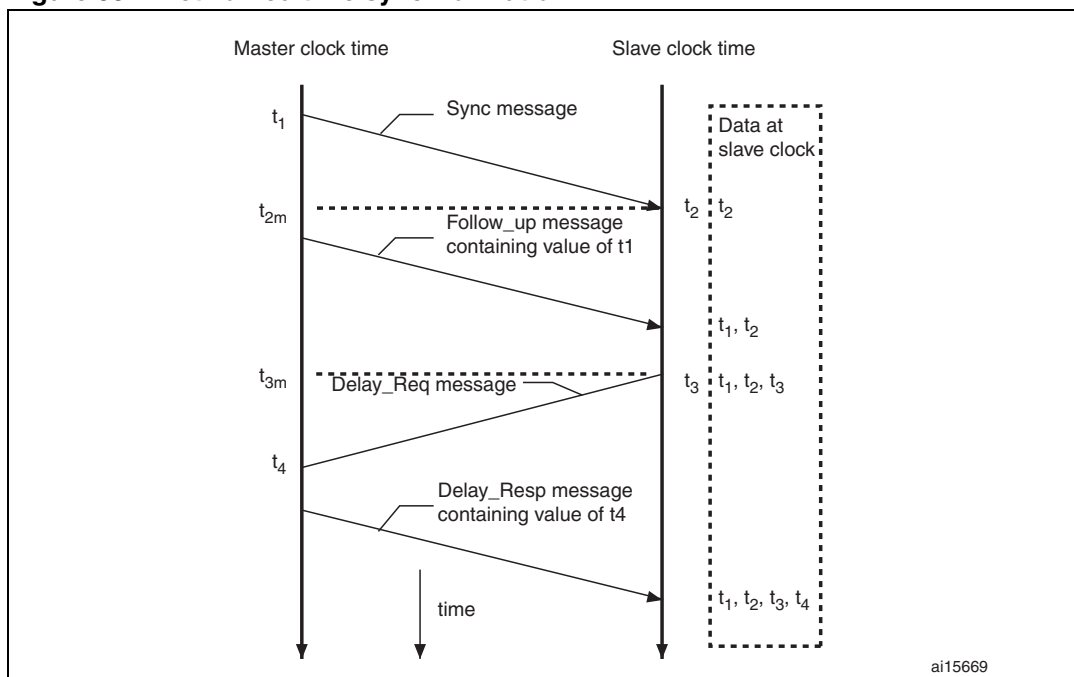 Master clock time
Slave clock time
t1
Sync message
Data at
slave clock
t2m
t2
t2
Follow_up message
containing value of t1
t1, t2
t3m
Delay_Req message
t3
t1, t2, t3
t4
Delay_Resp message
containing value of t4
t1, t2, t3, t4
time
ai15669